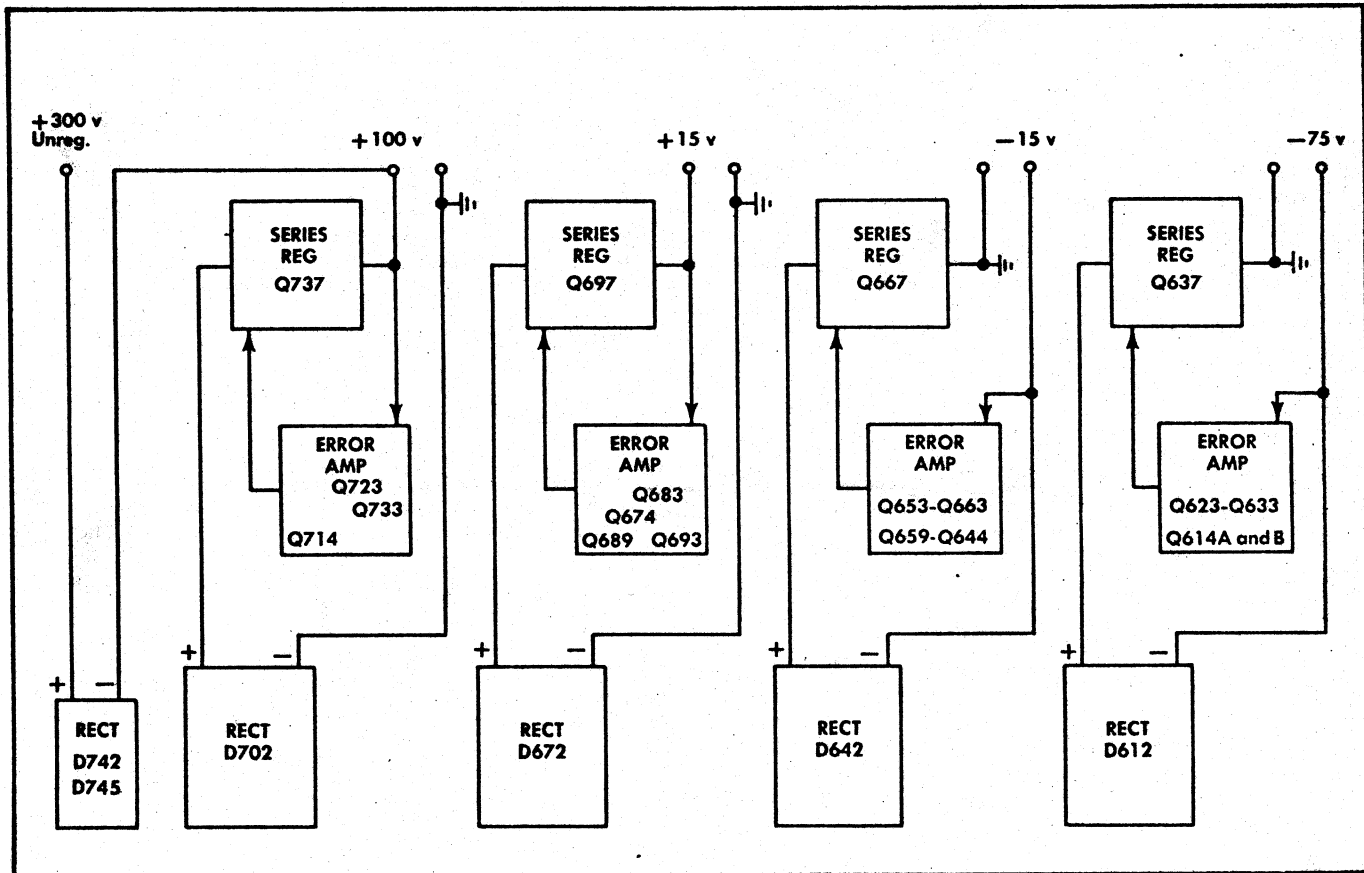 +300 v
Unreg.
+100 v
+15 v
−15 v
−75 v
SERIES
REG
Q737
SERIES
REG
Q697
SERIES
REG
Q667
SERIES
REG
Q637
ERROR
AMP
Q723
Q733
Q714
ERROR
AMP
Q683
Q674
Q689 Q693
ERROR
AMP
Q653-Q663
Q659-Q644
ERROR
AMP
Q623-Q633
Q614A and B
+ −
RECT
D742
D745
+ −
RECT
D702
+ −
RECT
D672
+ −
RECT
D642
+ −
RECT
D612